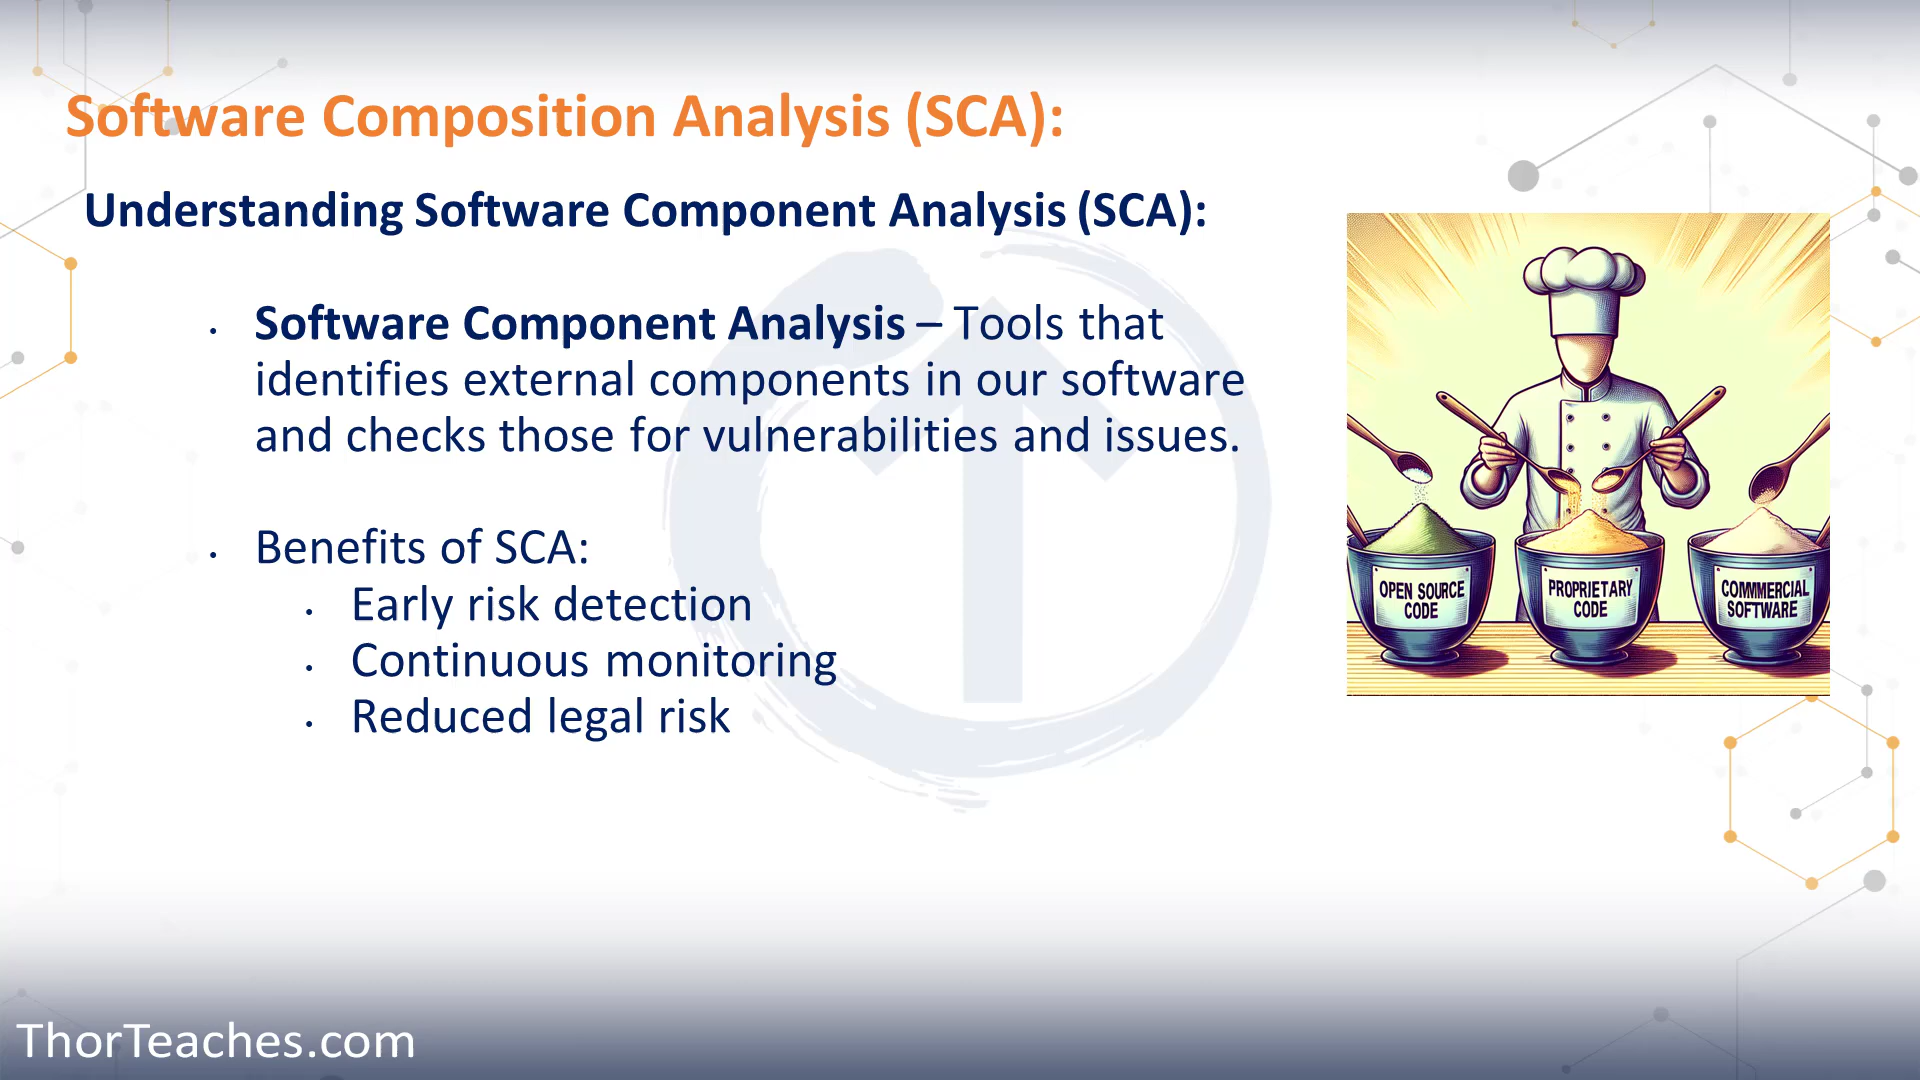 Software Composition Analysis (SCA):
Understanding Software Component Analysis (SCA):
• Software Component Analysis – Tools that
identifies external components in our software
and checks those for vulnerabilities and issues.
• Benefits of SCA:
• Early risk detection
• Continuous monitoring
• Reduced legal risk
OPEN SOURCE
CODE
PROPRIETARY
CODE
COMMMERCIAL
SOFTWARE
ThorTeaches.com